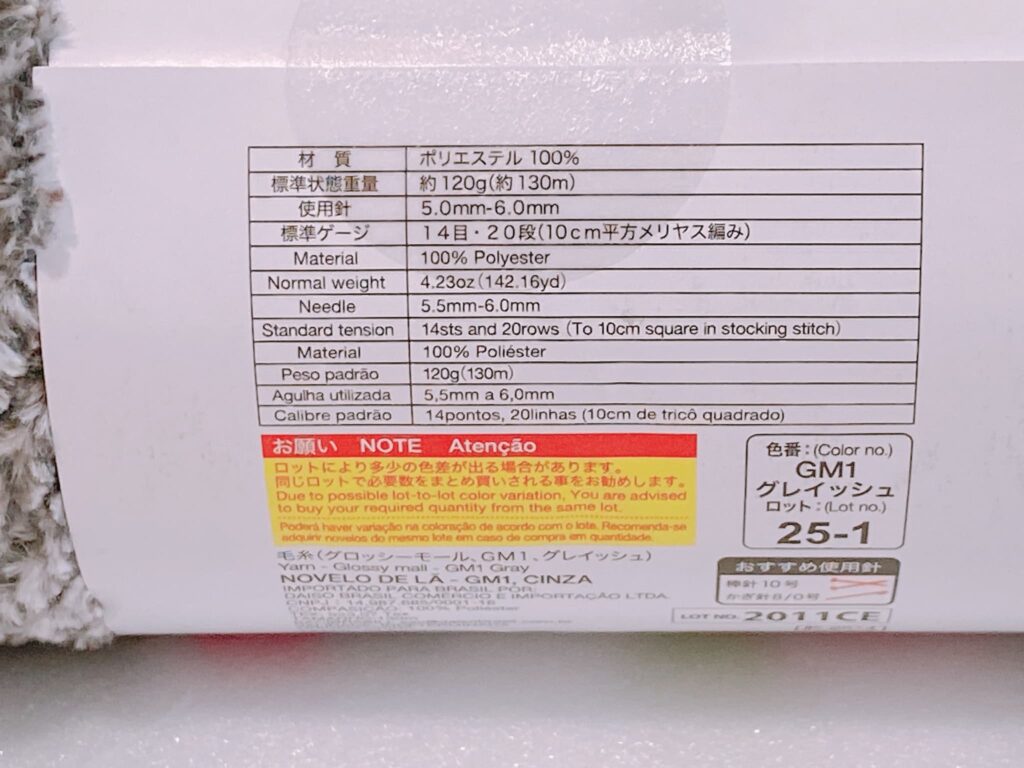 材 質 ポリエステル 100%
標準状態重量 約120g(約130m)
使用針 5.0mm-6.0mm
標準ゲージ 14目・20段(10cm平方メリヤス編み)
Material 100% Polyester
Normal weight 4.23oz(142.16yd)
Needle 5.5mm-6.0mm
Standard tension 14sts and 20rows (To 10cm square in stocking stitch)
Material 100% Poliéster
Peso padrão 120g(130m)
Agulha utilizada 5,5mm a 6,0mm
Calibre padrão 14pontos, 20linhas (10cm de tricô quadrado)
お願い NOTE Atenção
ロットにより多少の色差が出る場合があります。
同じロットで必要数をまとめ買いされる事をお勧めします。
Due to possible lot-to-lot color variation, You are advised
to buy your required quantity from the same lot.
Poderá haver variação na coloração de acordo com o lote. Recomenda-se
adquirir novelos do mesmo lote em caso de compra em quantidade.
色番:(Color no.)
GM1
グレイッシュ
ロット:(Lot no.)
25-1
毛糸(グロッシーモール、GM1、グレイッシュ)
Yarn - Glossy mall - GM1 Gray
NOVELO DE LÃ - GM1, CINZA
IMPORTADO PARA BRASIL POR:
DAISO BRASIL COMERCIO E IMPORTAÇÃO LTDA.
COMPASIÇÃO: 100% Poliester
おすすめ使用針
棒針10号
かぎ針8/0号
LOT NO. 2011CE